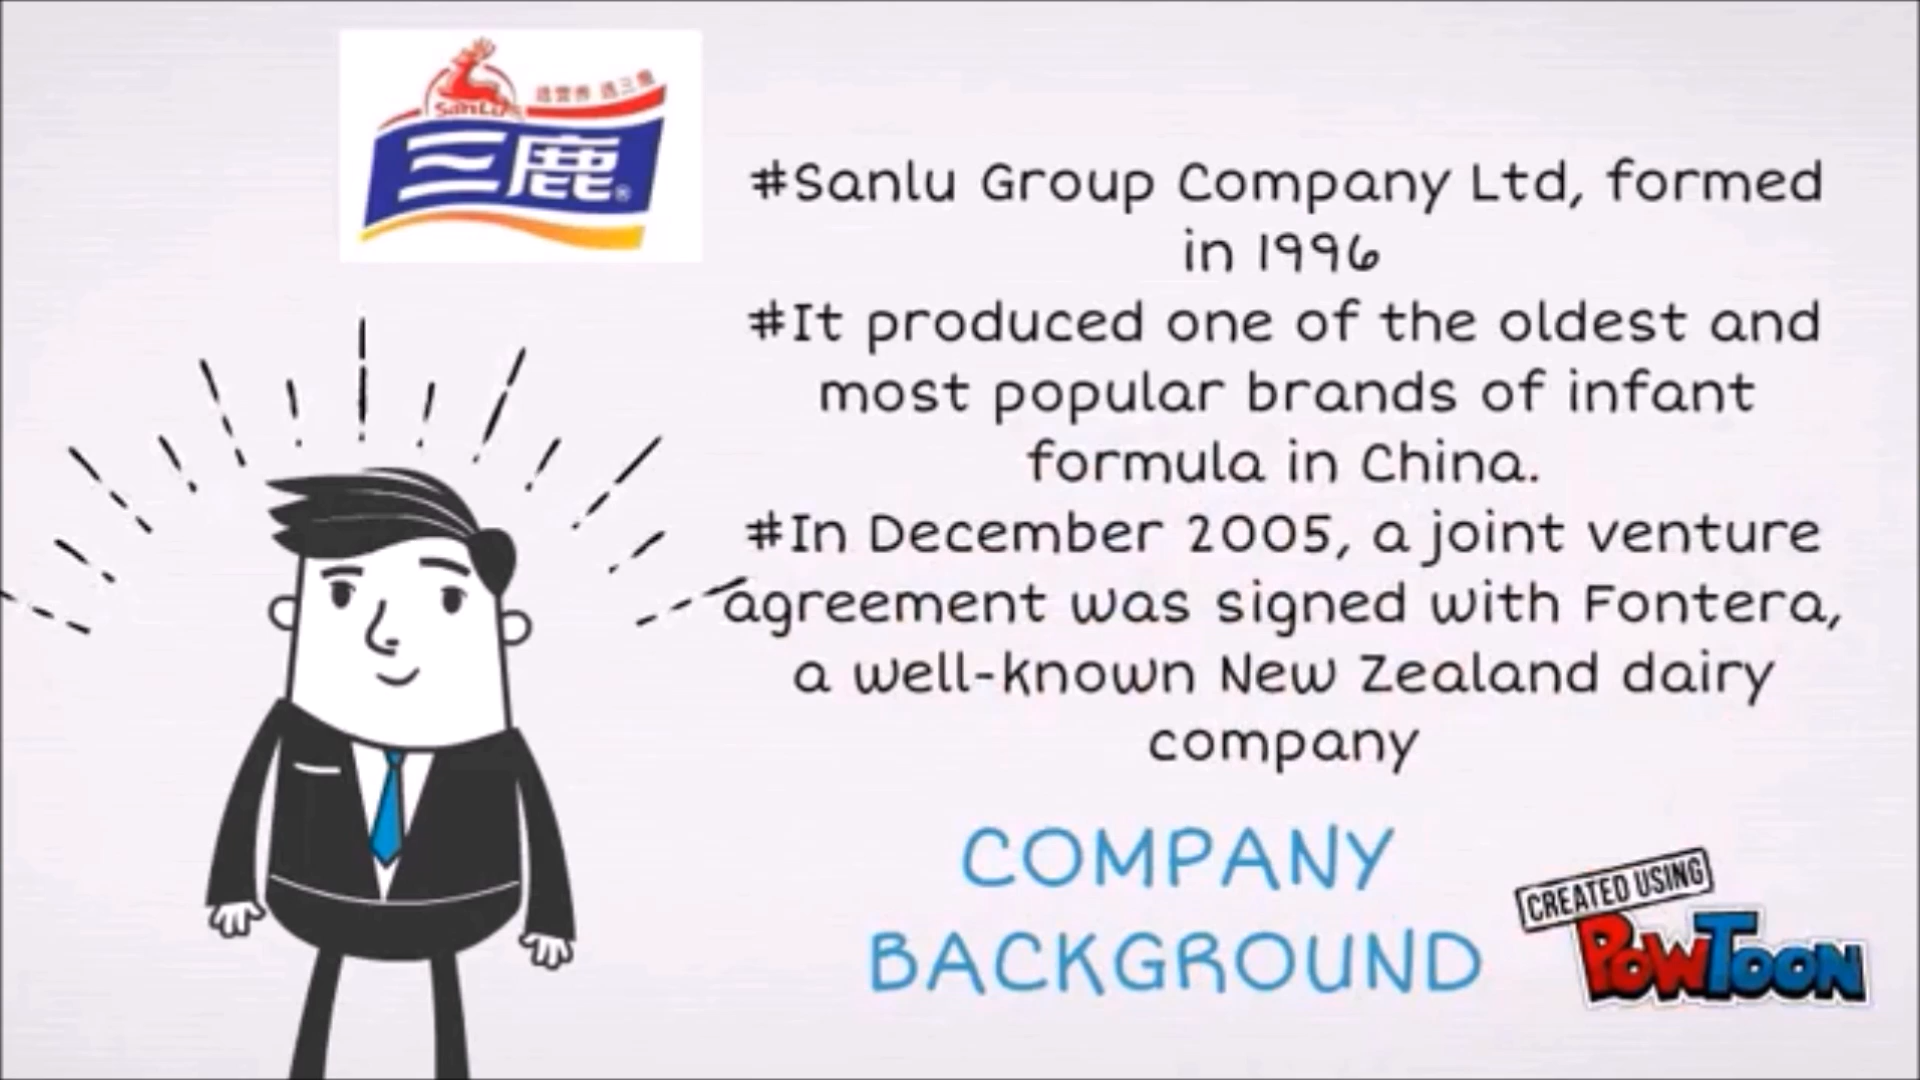 SanLu
三鹿®
#Sanlu Group Company Ltd, formed
in 1996
#It produced one of the oldest and
most popular brands of infant
formula in China.
#In December 2005, a joint venture
agreement was signed with Fontera,
a well-known New Zealand dairy
company
COMPANY
BACKGROUND
CREATED USING
POWTOON